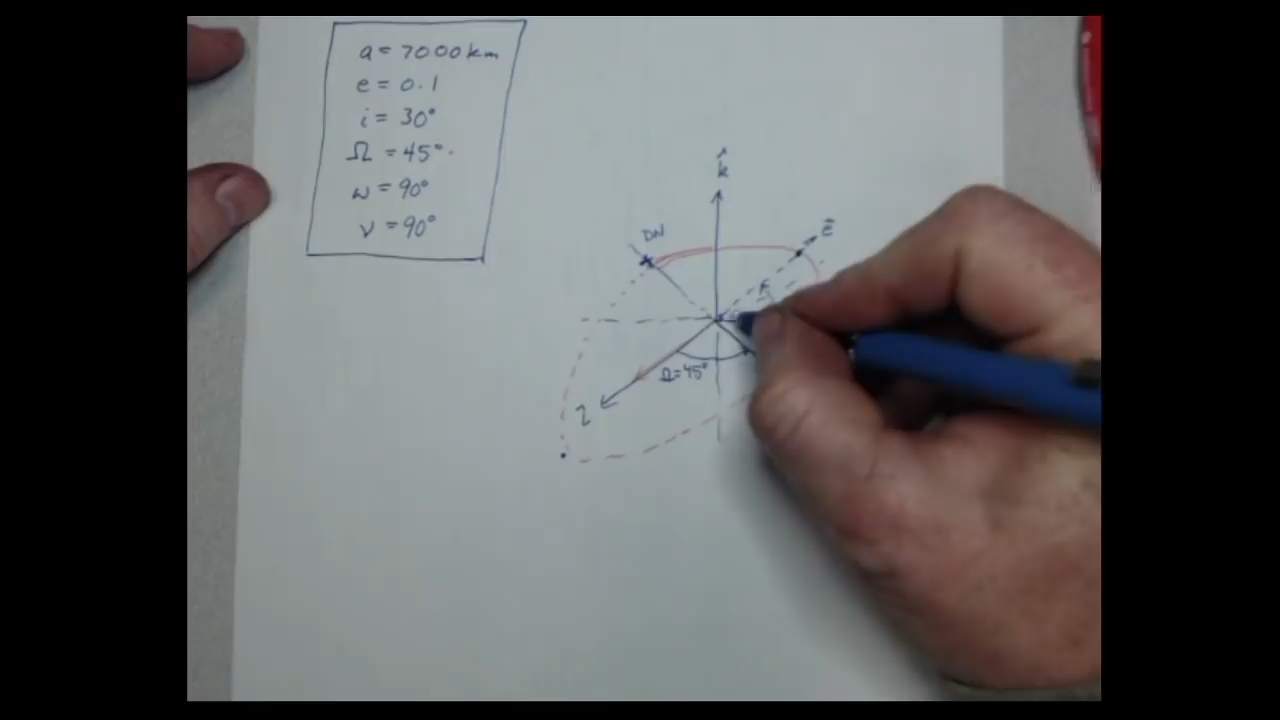 a = 7000 km
e = 0.1
i = 30°
Ω = 45°
ω = 90°
ν = 90°
k̂
DN
ē
Ω=45°